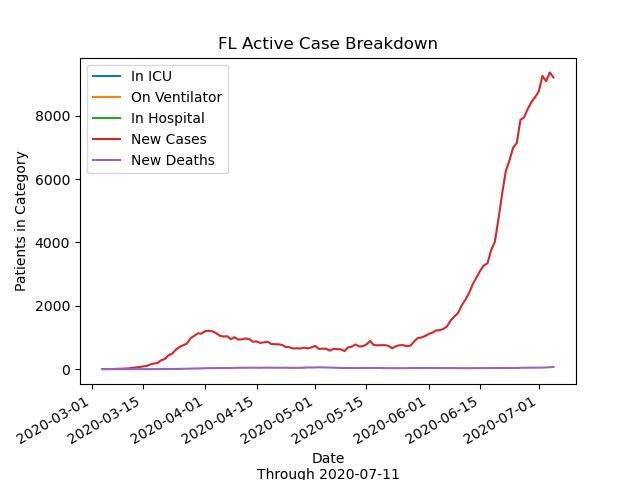 FL Active Case Breakdown
In ICU
On Ventilator
In Hospital
New Cases
New Deaths
Patients in Category
8000
6000
4000
2000
0
2020-03-01
2020-03-15
2020-04-01
2020-04-15
2020-05-01
2020-05-15
2020-06-01
2020-06-15
2020-07-01
Date
Through 2020-07-11